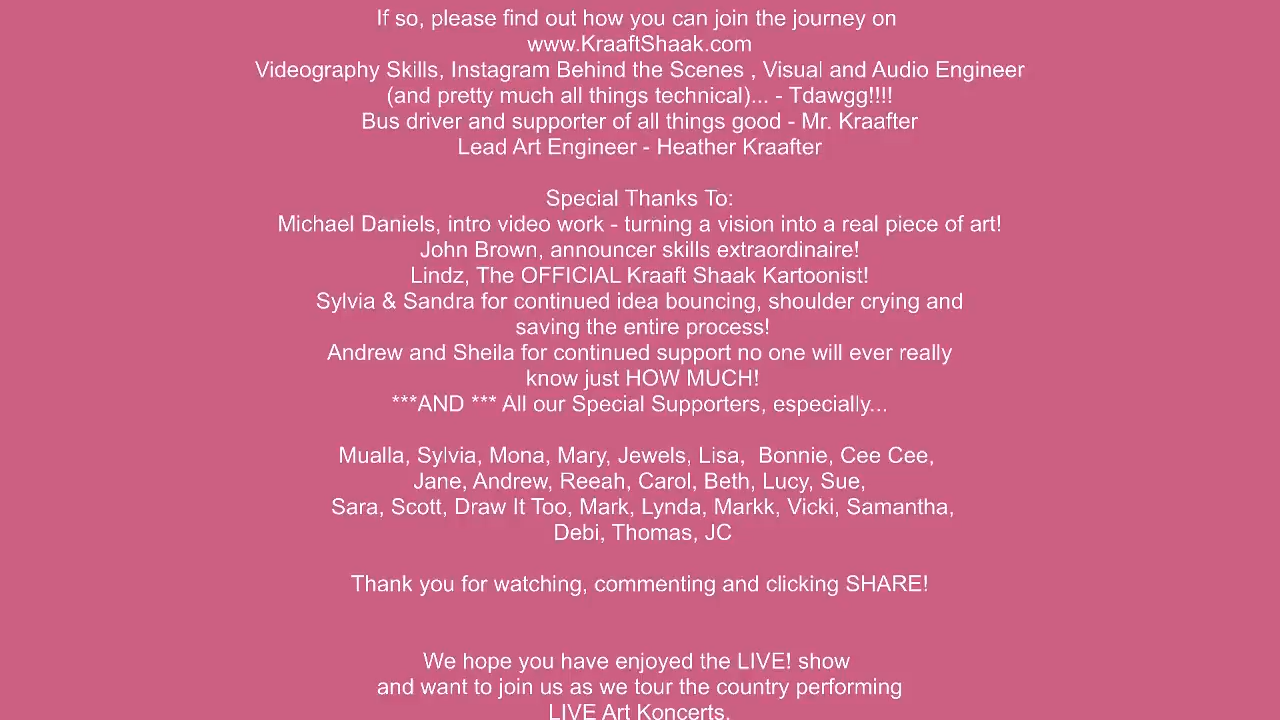 If so, please find out how you can join the journey on
www.KraaftShaak.com
Videography Skills, Instagram Behind the Scenes , Visual and Audio Engineer
(and pretty much all things technical)... - Tdawgg!!!!
Bus driver and supporter of all things good - Mr. Kraafter
Lead Art Engineer - Heather Kraafter
Special Thanks To:
Michael Daniels, intro video work - turning a vision into a real piece of art!
John Brown, announcer skills extraordinaire!
Lindz, The OFFICIAL Kraaft Shaak Kartoonist!
Sylvia & Sandra for continued idea bouncing, shoulder crying and
saving the entire process!
Andrew and Sheila for continued support no one will ever really
know just HOW MUCH!
***AND *** All our Special Supporters, especially...
Mualla, Sylvia, Mona, Mary, Jewels, Lisa,  Bonnie, Cee Cee,
Jane, Andrew, Reeah, Carol, Beth, Lucy, Sue,
Sara, Scott, Draw It Too, Mark, Lynda, Markk, Vicki, Samantha,
Debi, Thomas, JC
Thank you for watching, commenting and clicking SHARE!
We hope you have enjoyed the LIVE! show
and want to join us as we tour the country performing
LIVE Art Koncerts.